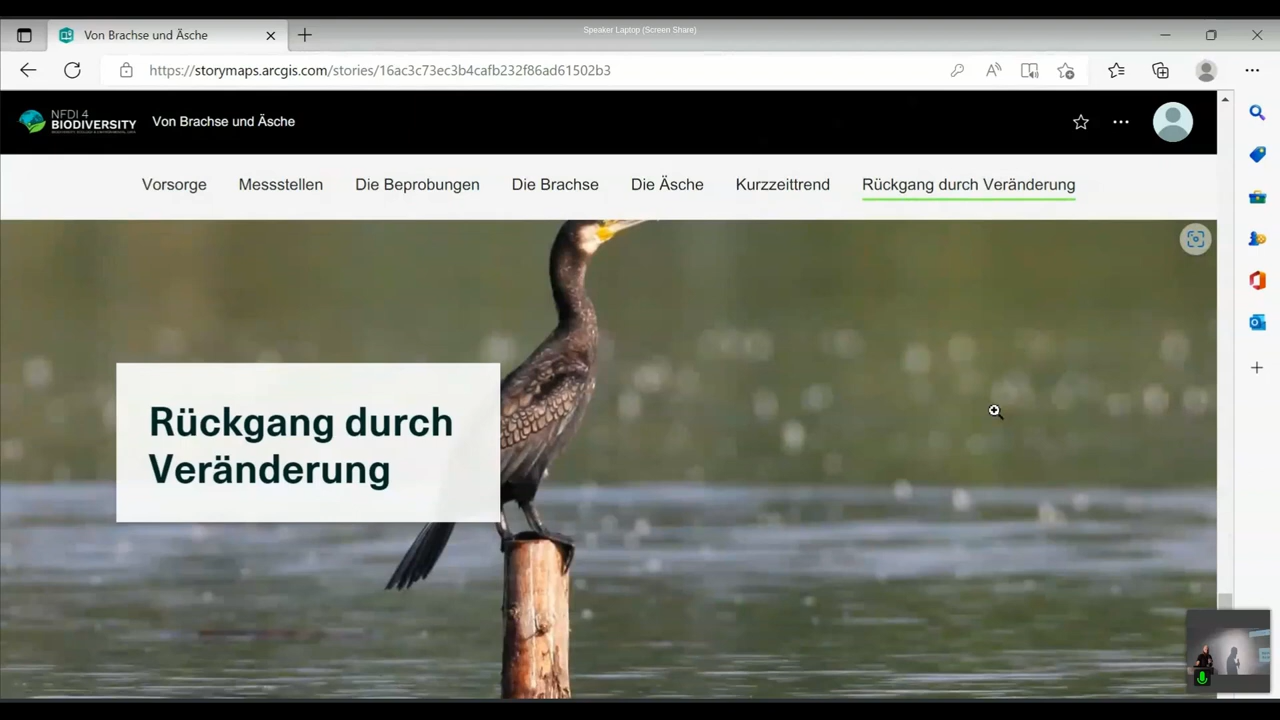 Speaker Laptop (Screen Share)
Von Brachse und Äsche
https://storymaps.arcgis.com/stories/16ac3c73ec3b4cafb232f86ad61502b3
NFDI 4
BIODIVERSITY
Von Brachse und Äsche
Vorsorge Messstellen Die Beprobungen Die Brachse Die Äsche Kurzzeittrend Rückgang durch Veränderung
Rückgang durch
Veränderung